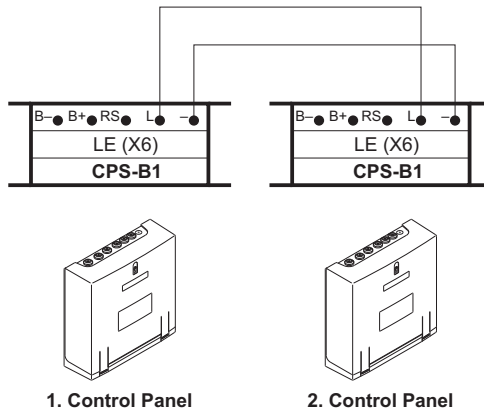 B– B+ RS L –
LE (X6)
CPS-B1
B– B+ RS L –
LE (X6)
CPS-B1
1. Control Panel
2. Control Panel